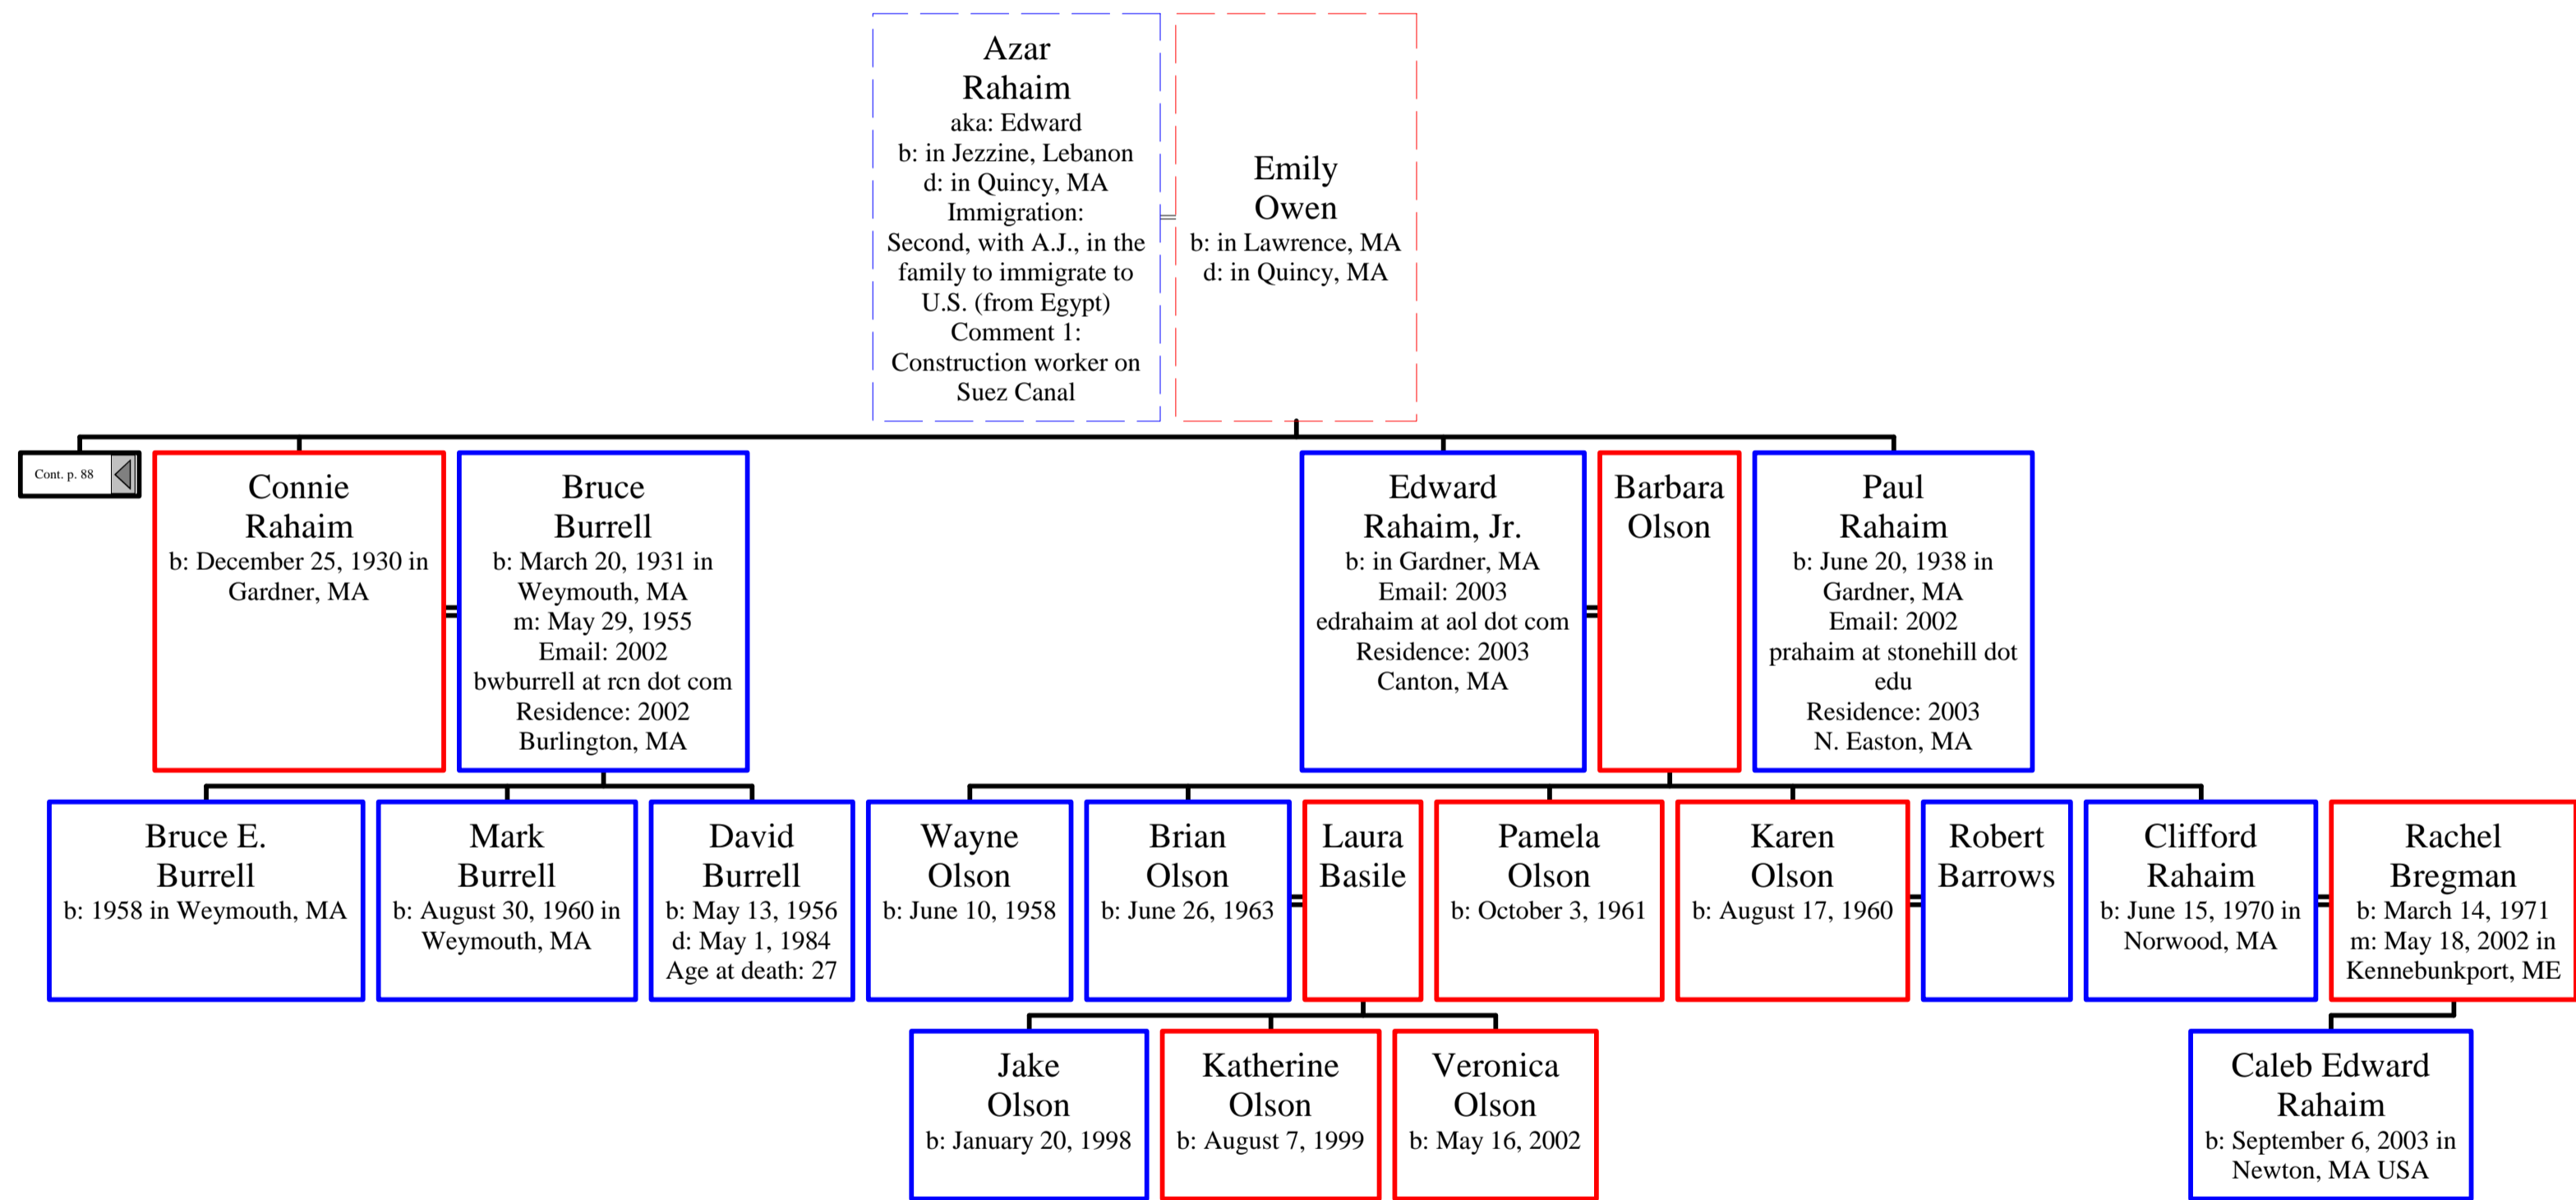 Azar
Rahaim
aka: Edward
b: in Jezzine, Lebanon
d: in Quincy, MA
Immigration:
Second, with A.J., in the
family to immigrate to
U.S. (from Egypt)
Comment 1:
Construction worker on
Suez Canal
Emily
Owen
b: in Lawrence, MA
d: in Quincy, MA
Cont. p. 88
Connie
Rahaim
b: December 25, 1930 in
Gardner, MA
Bruce
Burrell
b: March 20, 1931 in
Weymouth, MA
m: May 29, 1955
Email: 2002
bwburrell at rcn dot com
Residence: 2002
Burlington, MA
Edward
Rahaim, Jr.
b: in Gardner, MA
Email: 2003
edrahaim at aol dot com
Residence: 2003
Canton, MA
Barbara
Olson
Paul
Rahaim
b: June 20, 1938 in
Gardner, MA
Email: 2002
prahaim at stonehill dot
edu
Residence: 2003
N. Easton, MA
Bruce E.
Burrell
b: 1958 in Weymouth, MA
Mark
Burrell
b: August 30, 1960 in
Weymouth, MA
David
Burrell
b: May 13, 1956
d: May 1, 1984
Age at death: 27
Wayne
Olson
b: June 10, 1958
Brian
Olson
b: June 26, 1963
Laura
Basile
Pamela
Olson
b: October 3, 1961
Karen
Olson
b: August 17, 1960
Robert
Barrows
Clifford
Rahaim
b: June 15, 1970 in
Norwood, MA
Rachel
Bregman
b: March 14, 1971
m: May 18, 2002 in
Kennebunkport, ME
Jake
Olson
b: January 20, 1998
Katherine
Olson
b: August 7, 1999
Veronica
Olson
b: May 16, 2002
Caleb Edward
Rahaim
b: September 6, 2003 in
Newton, MA USA